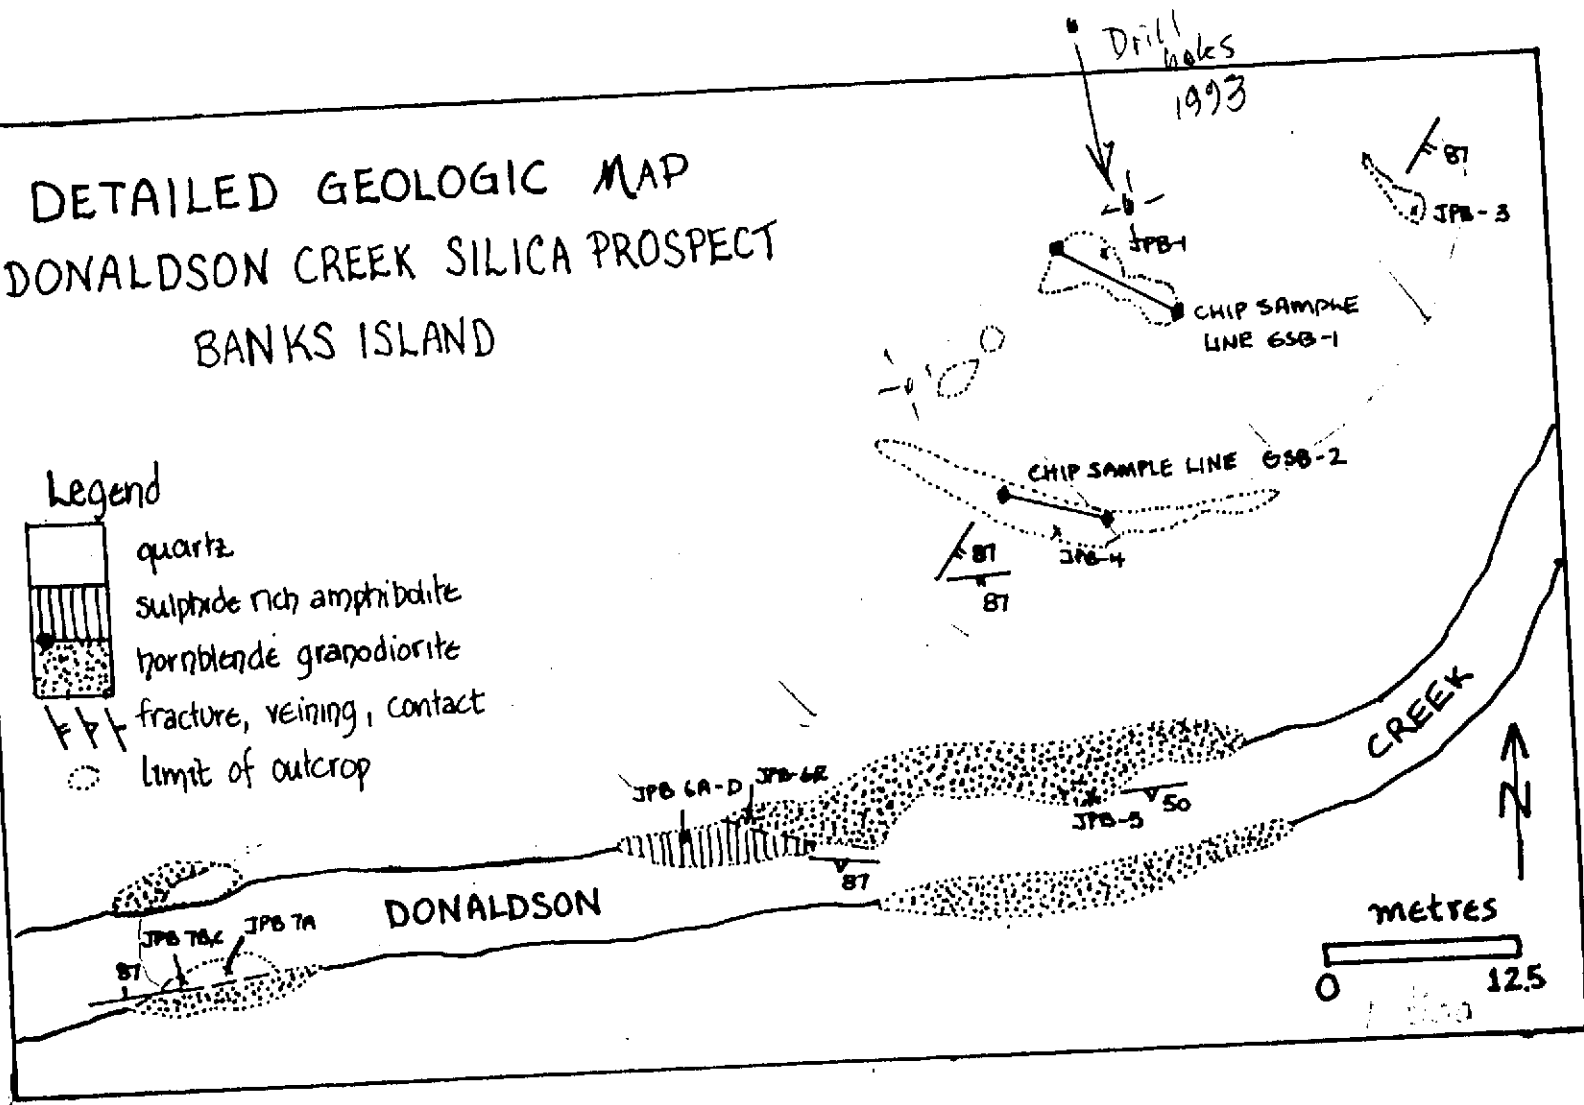 Drill
holes
1993
DETAILED GEOLOGIC MAP
DONALDSON CREEK SILICA PROSPECT
BANKS ISLAND
87
JPB-3
JPB-1
CHIP SAMPLE
LINE GSB-1
CHIP SAMPLE LINE GSB-2
JPB-4
87
87
Legend
quartz
sulphide rich amphibolite
hornblende granodiorite
fracture, veining, contact
limit of outcrop
JPB 6A-D
JPB-6E
JPB-5
50
87
CREEK
DONALDSON
N
JPB 7B,C
JPB 7A
87
metres
0
12.5